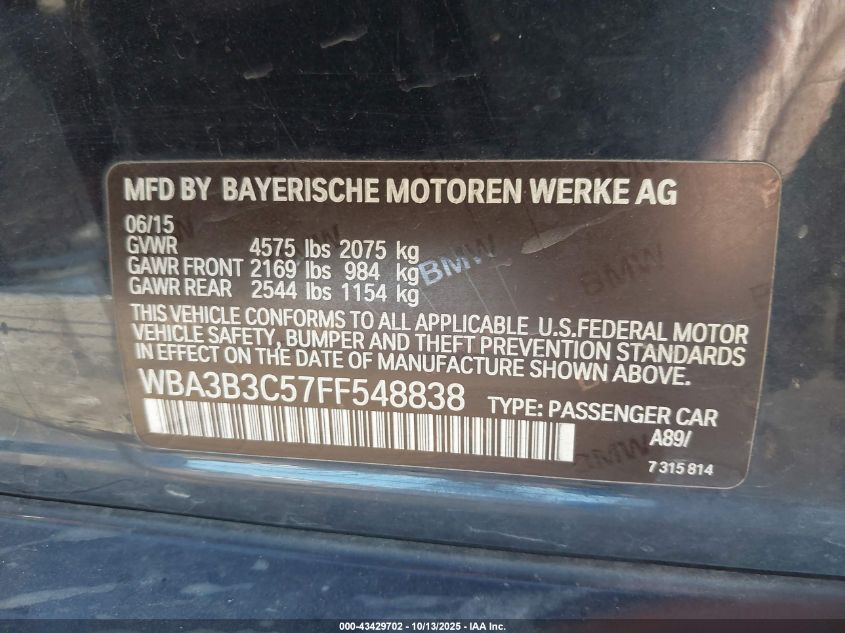 MFD BY BAYERISCHE MOTOREN WERKE AG
06/15
GVWR 4575 lbs 2075 kg
GAWR FRONT 2169 lbs 984 kg
GAWR REAR 2544 lbs 1154 kg
THIS VEHICLE CONFORMS TO ALL APPLICABLE U.S.FEDERAL MOTOR
VEHICLE SAFETY, BUMPER AND THEFT PREVENTION STANDARDS
IN EFFECT ON THE DATE OF MANUFACTURE SHOWN ABOVE.
WBA3B3C57FF548838 TYPE: PASSENGER CAR
A89/
7 315 814
BMW
BMW
BMW
000-43429702 - 10/13/2025 - IAA Inc.